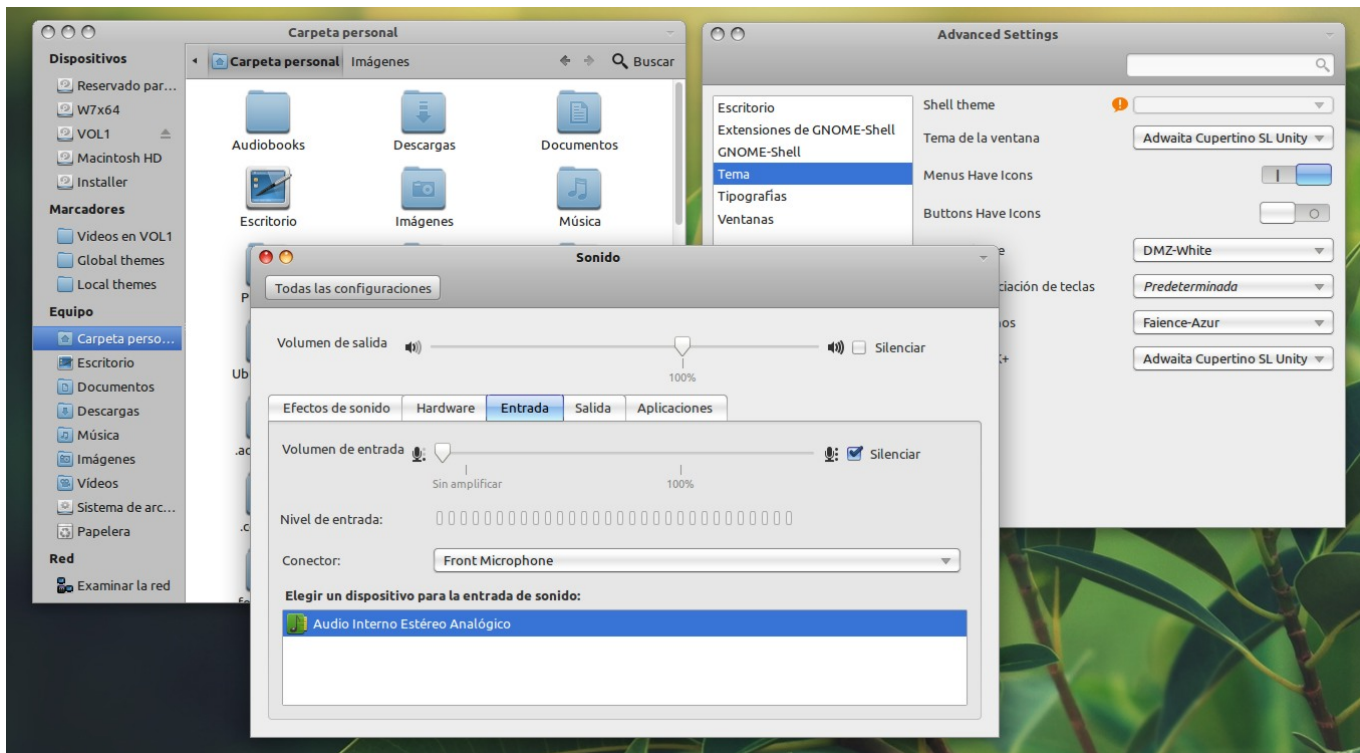 Carpeta personal
Dispositivos
Reservado par...
W7x64
VOL1
Macintosh HD
Installer
Marcadores
Videos en VOL1
Global themes
Local themes
Equipo
Carpeta perso...
Escritorio
Documentos
Descargas
Música
Imágenes
Vídeos
Sistema de arc...
Papelera
Red
Examinar la red
Carpeta personal Imágenes Buscar
Audiobooks Descargas Documentos
Escritorio Imágenes Música
P
Ub
.ac
.c
Advanced Settings
Escritorio
Extensiones de GNOME-Shell
GNOME-Shell
Tema
Tipografías
Ventanas
Shell theme
Tema de la ventana Adwaita Cupertino SL Unity
Menus Have Icons
Buttons Have Icons
e DMZ-White
ciación de teclas Predeterminada
os Faience-Azur
+ Adwaita Cupertino SL Unity
Sonido
Todas las configuraciones
Volumen de salida 100% Silenciar
Efectos de sonido Hardware Entrada Salida Aplicaciones
Volumen de entrada Silenciar
Sin amplificar 100%
Nivel de entrada:
Conector: Front Microphone
Elegir un dispositivo para la entrada de sonido:
Audio Interno Estéreo Analógico